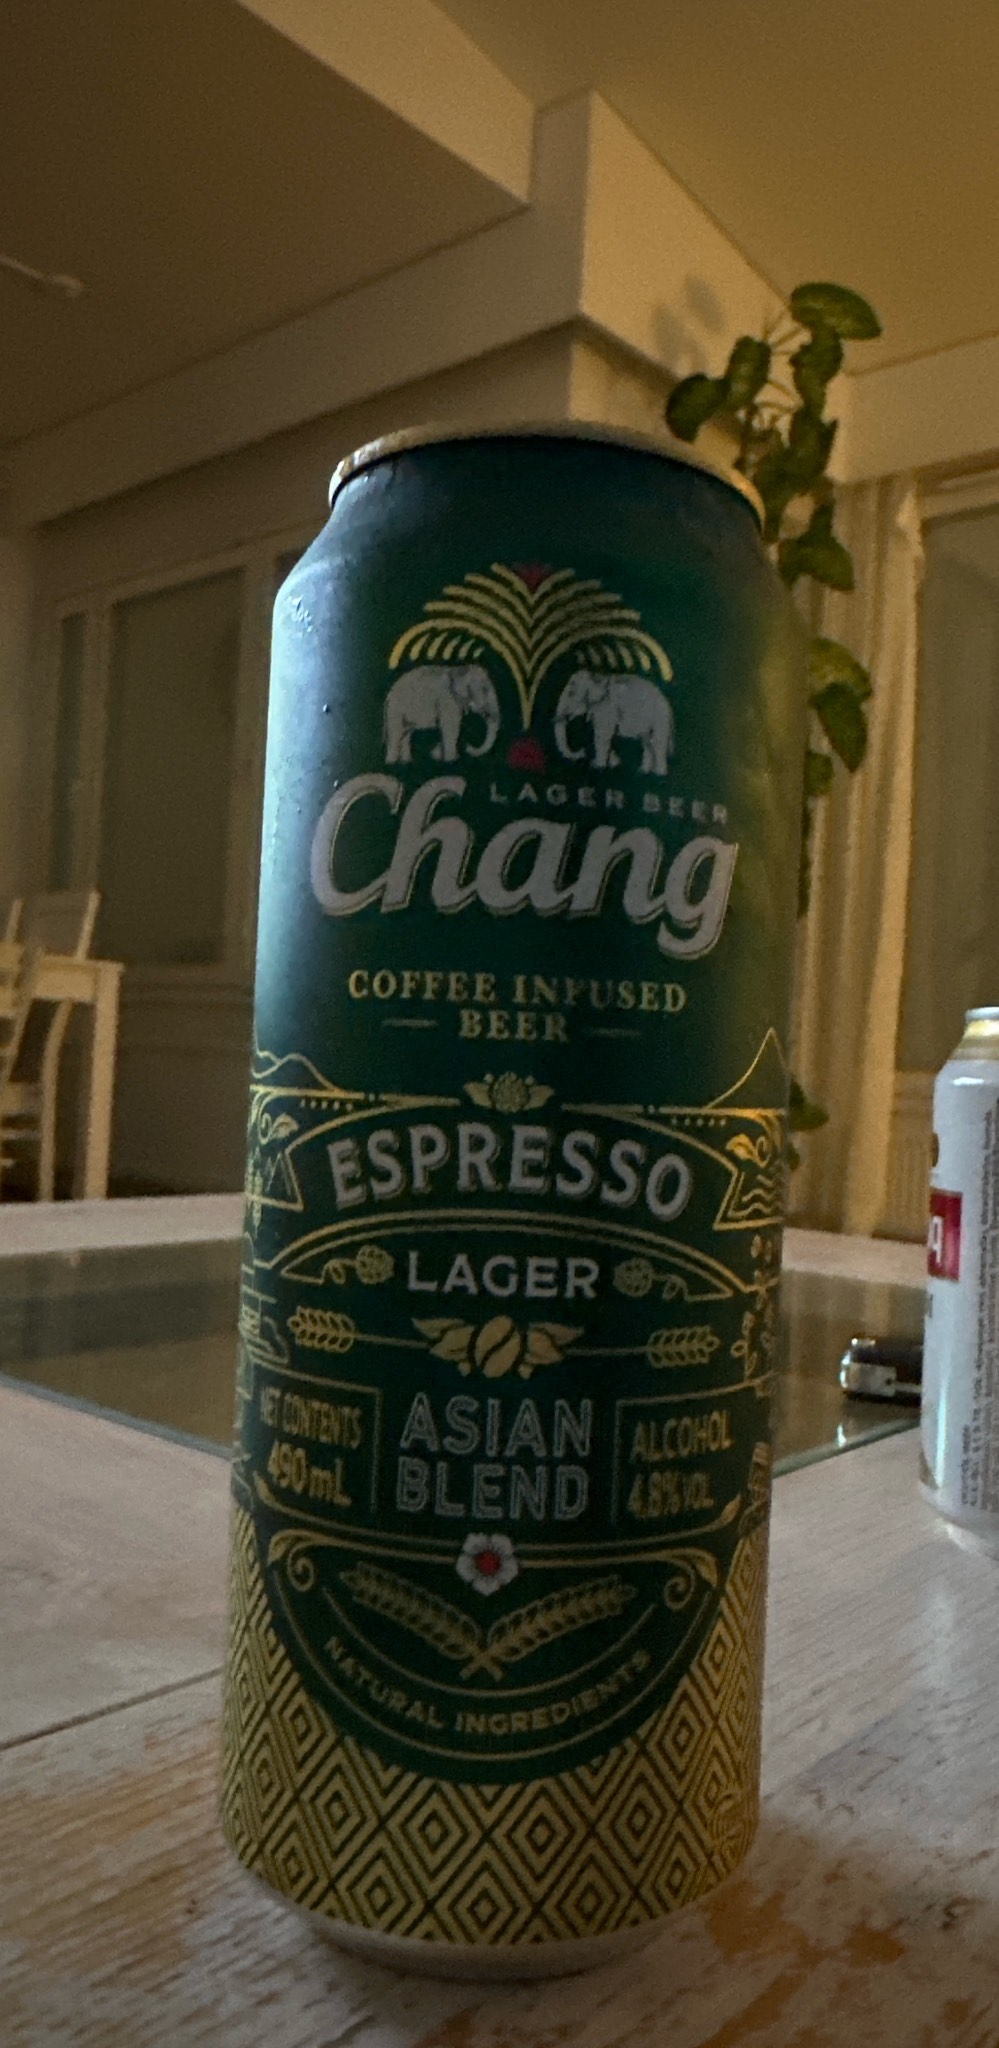 LAGER BEER
Chang
COFFEE INFUSED
BEER
ESPRESSO
LAGER
NET CONTENTS
490 mL
ASIAN
BLEND
ALCOHOL
4.8% VOL.
NATURAL INGREDIENTS
A